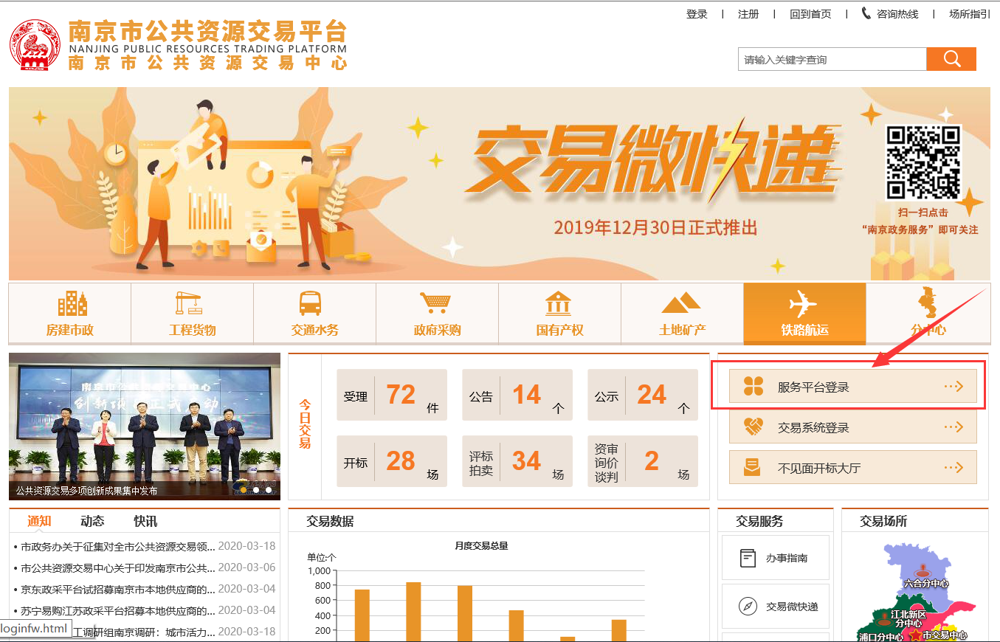 登录 | 注册 | 回到首页 | 咨询热线 | 场所指引
南京市公共资源交易平台
NANJING PUBLIC RESOURCES TRADING PLATFORM
南京市公共资源交易中心
请输入关键字查询
交易微快递
2019年12月30日正式推出
扫一扫点击
“南京政务服务”即可关注
房建市政 工程货物 交通水务 政府采购 国有产权 土地矿产 铁路航运 分中心
南京市公共资源交易中心
创新项目正式启动
公共资源交易多项创新成果集中发布
今日交易
受理 72 件
公告 14 个
公示 24 个
开标 28 场
评标拍卖 34 场
资审询价谈判 2 场
服务平台登录
交易系统登录
不见面开标大厅
通知 动态 快讯
• 市政务办关于征集对全市公共资源交易领... 2020-03-18
• 市公共资源交易中心关于印发南京市公共... 2020-03-06
• 京东政采平台试招募南京市本地供应商的... 2020-03-04
• 苏宁易购江苏政采平台招募本地供应商的... 2020-03-04
工调研组南京调研：城市活力... 2020-03-18
loginfw.html
交易数据
月度交易总量
单位:个
1,000
800
600
400
200
交易服务
办事指南
交易微快递
交易场所
六合分中心
江北新区
分中心
浦口分中心
市交易中心